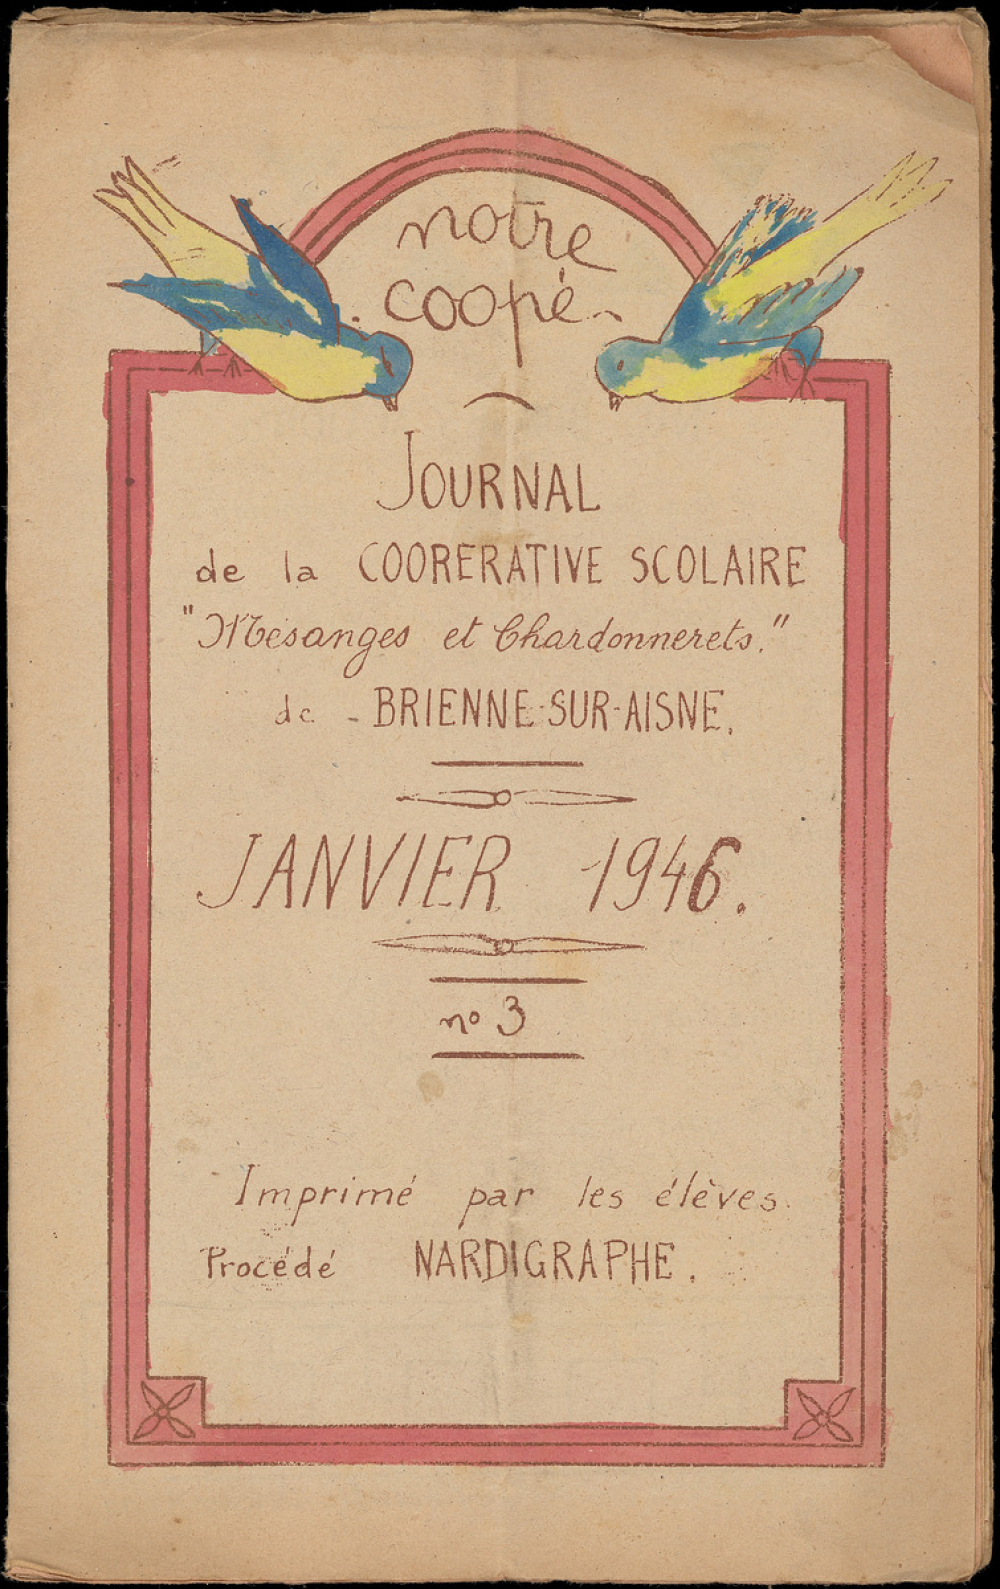 notre
coopé
JOURNAL
de la COORERATIVE SCOLAIRE
"Mésanges et Chardonnerets."
de - BRIENNE-SUR-AISNE.
JANVIER 1946.
no 3
Imprimé par les élèves
Procédé NARDIGRAPHE.